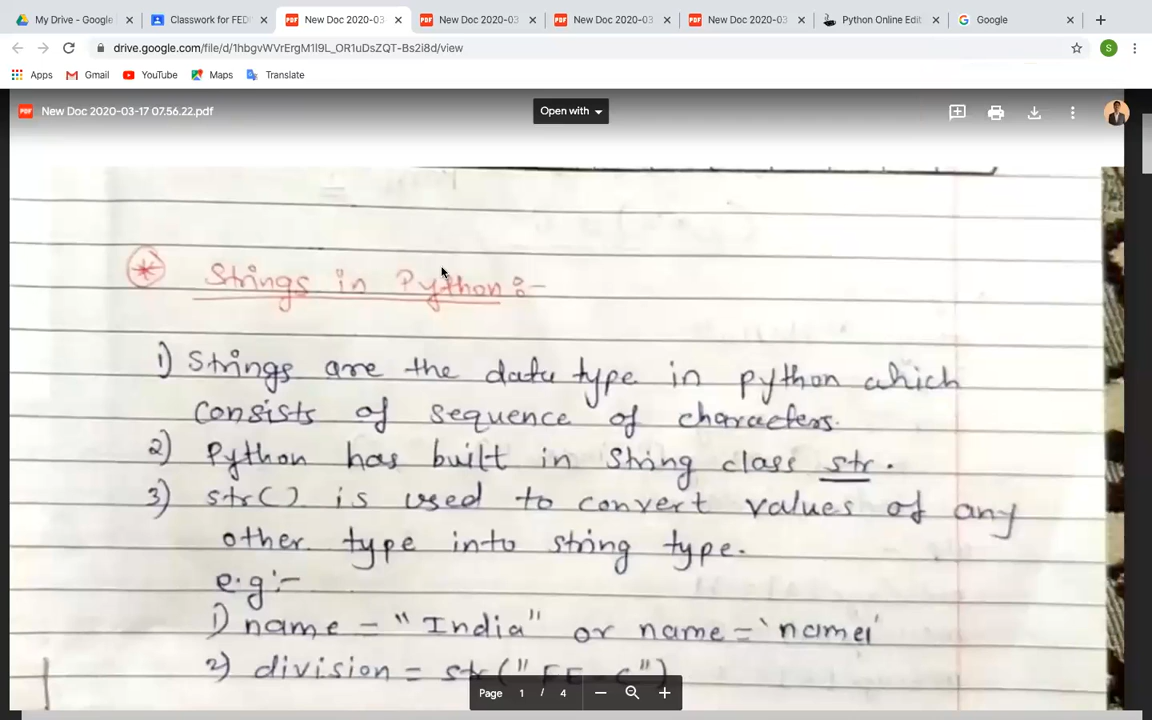 My Drive - Google
Classwork for FED
New Doc 2020-03
New Doc 2020-03
New Doc 2020-03
New Doc 2020-03
Python Online Edit
Google
drive.google.com/file/d/1hbgvWVrErgM1l9L_OR1uDsZQT-Bs2i8d/view
S
Apps
Gmail
YouTube
Maps
Translate
PDF New Doc 2020-03-17 07.56.22.pdf
Open with
Strings in Python :-
1) Strings are the data type in python which
consists of sequence of characters.
2) Python has built in String class str.
3) str() is used to convert values of any
other type into string type.
e.g :-
1) name = "India" or name = 'name'
2) division = str("FE - C")
Page 1 / 4